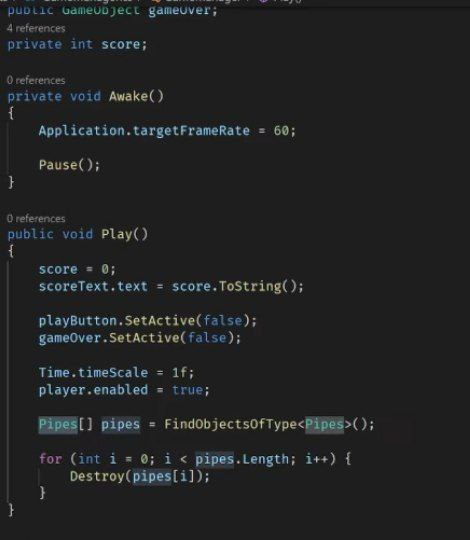 public GameObject gameOver;
4 references
private int score;
0 references
private void Awake()
{
Application.targetFrameRate = 60;
Pause();
}
0 references
public void Play()
{
score = 0;
scoreText.text = score.ToString();
playButton.SetActive(false);
gameOver.SetActive(false);
Time.timeScale = 1f;
player.enabled = true;
Pipes[] pipes = FindObjectsOfType<Pipes>();
for (int i = 0; i < pipes.Length; i++) {
Destroy(pipes[i]);
}
}